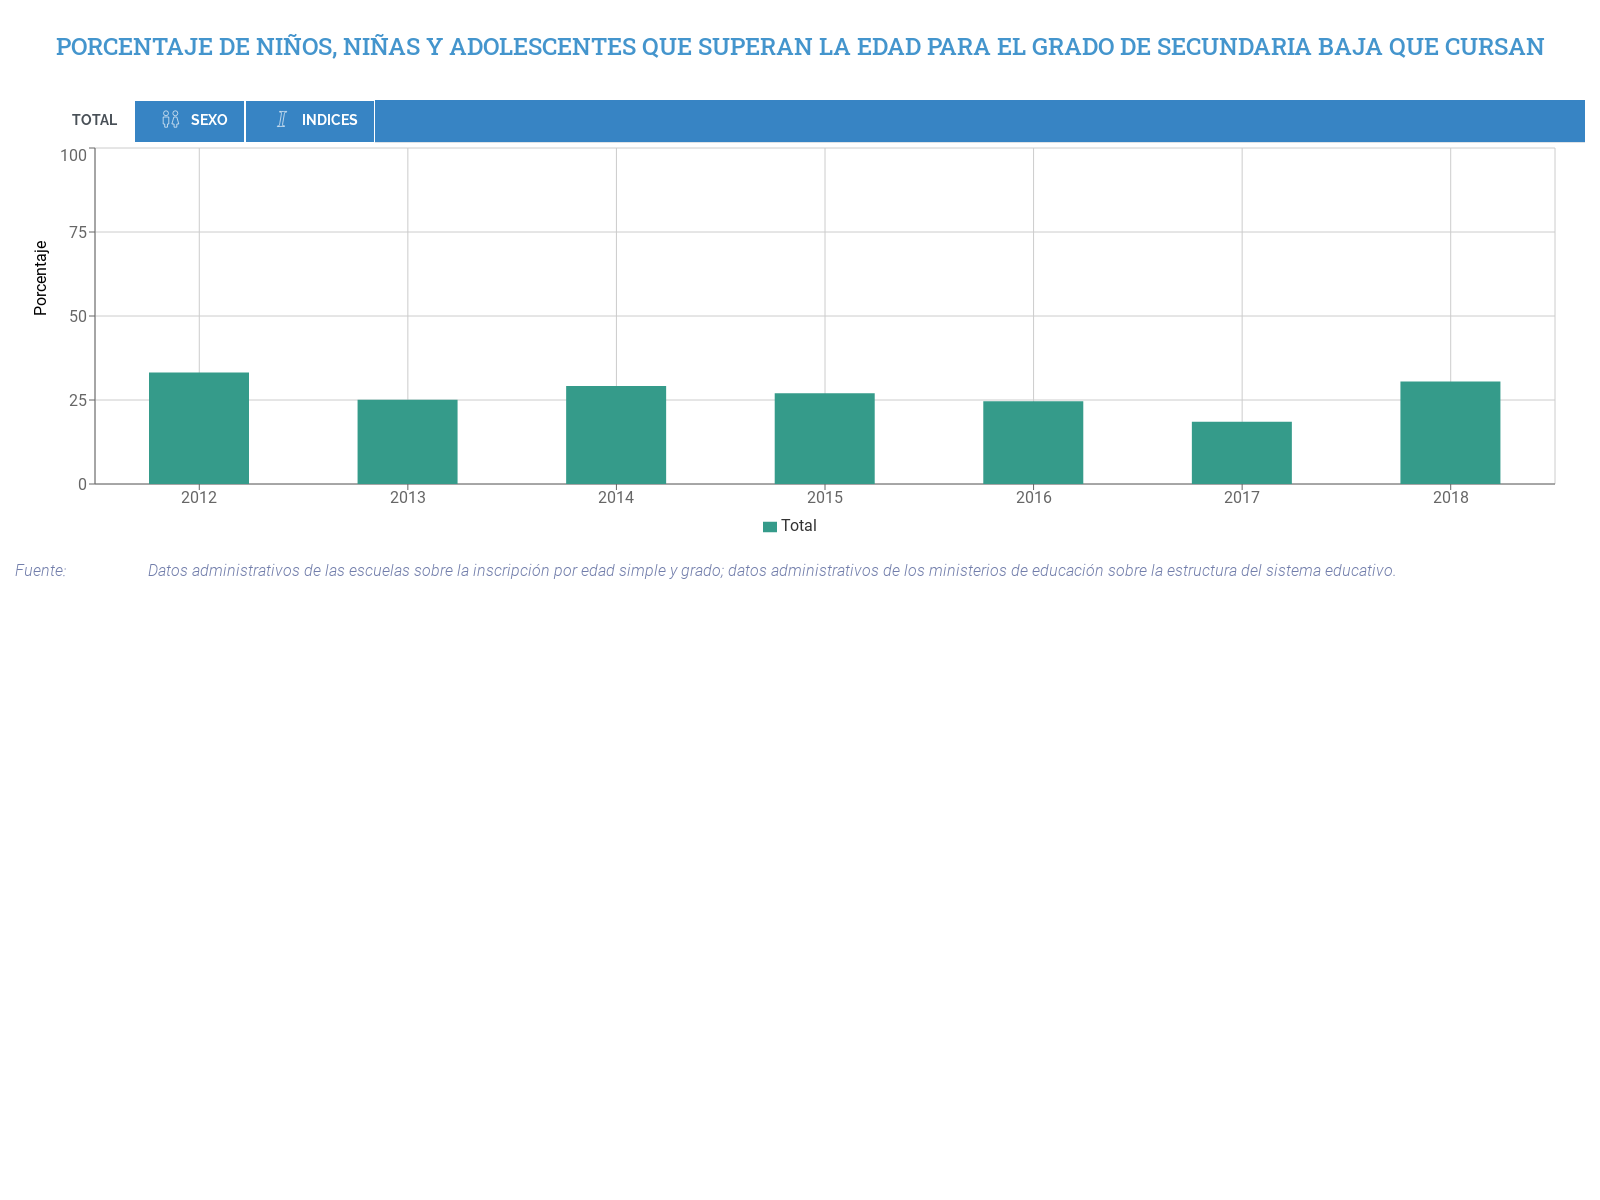 PORCENTAJE DE NIÑOS, NIÑAS Y ADOLESCENTES QUE SUPERAN LA EDAD PARA EL GRADO DE SECUNDARIA BAJA QUE CURSAN
TOTAL SEXO INDICES
100
75
50
25
0
Porcentaje
2012 2013 2014 2015 2016 2017 2018
Total
Fuente: Datos administrativos de las escuelas sobre la inscripción por edad simple y grado; datos administrativos de los ministerios de educación sobre la estructura del sistema educativo.